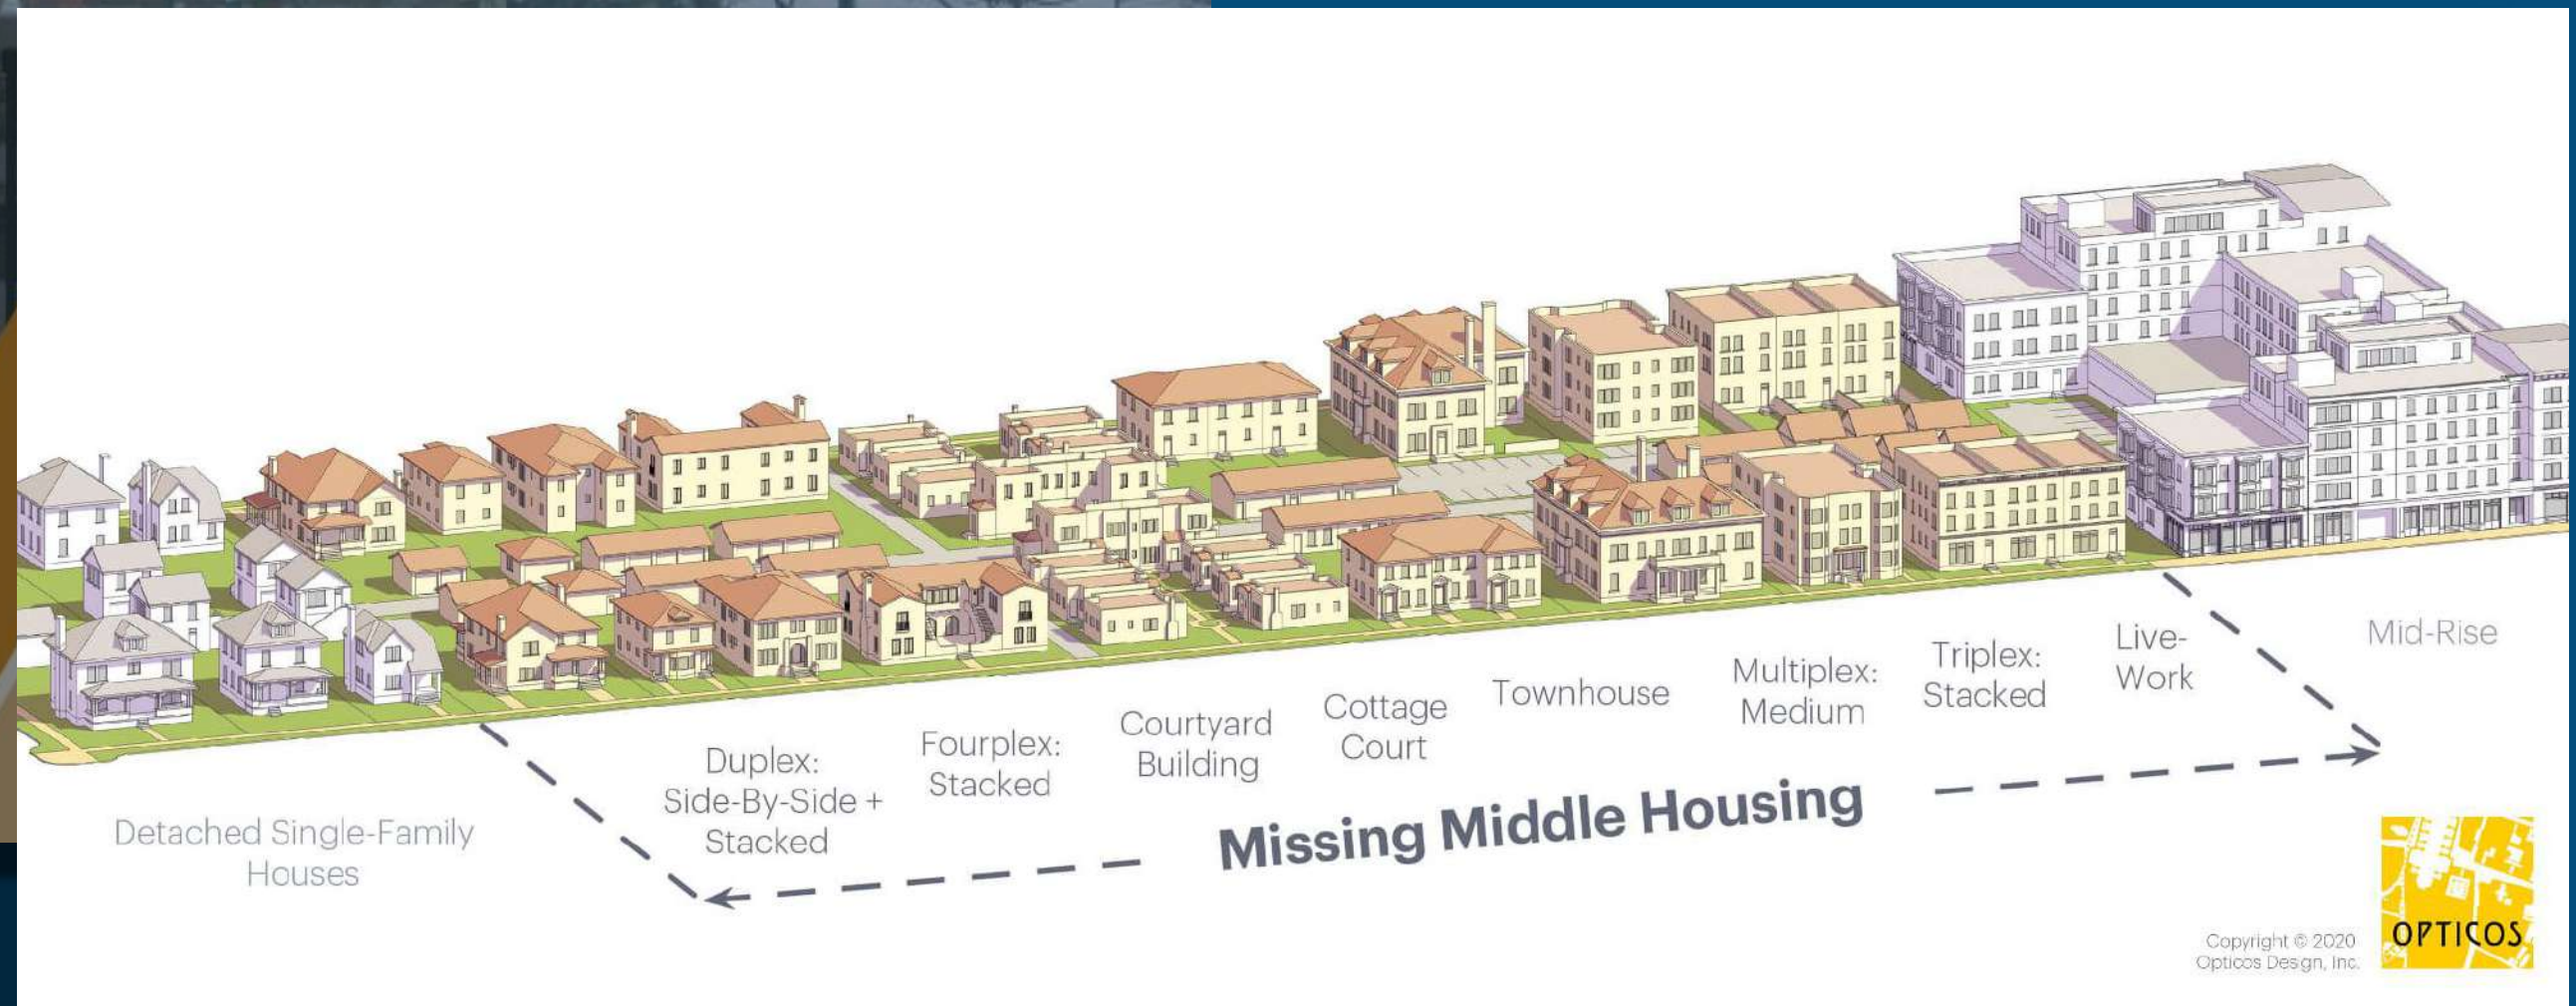 Detached Single-Family
Houses
Duplex:
Side-By-Side +
Stacked
Fourplex:
Stacked
Courtyard
Building
Cottage
Court
Townhouse
Multiplex:
Medium
Triplex:
Stacked
Live-
Work
Mid-Rise
Missing Middle Housing
OPTICOS
Copyright © 2020
Opticos Design, Inc.